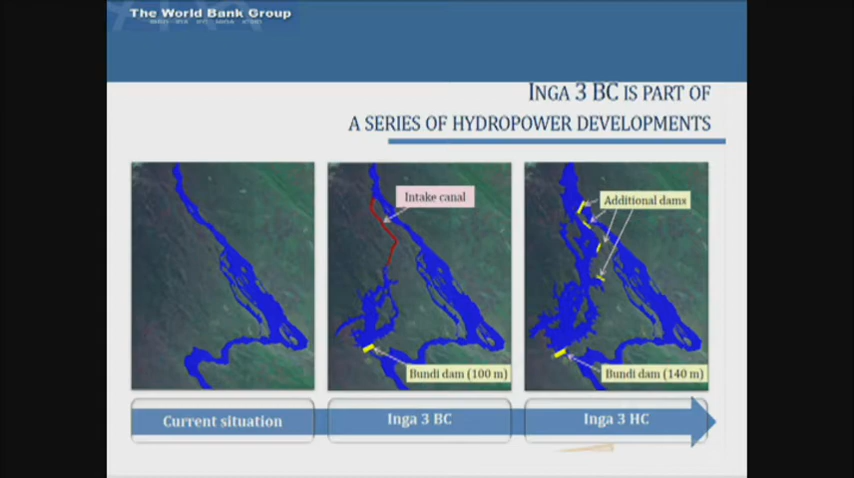 The World Bank Group
INGA 3 BC IS PART OF
A SERIES OF HYDROPOWER DEVELOPMENTS
Intake canal
Additional dams
Bundi dam (100 m)
Bundi dam (140 m)
Current situation
Inga 3 BC
Inga 3 HC